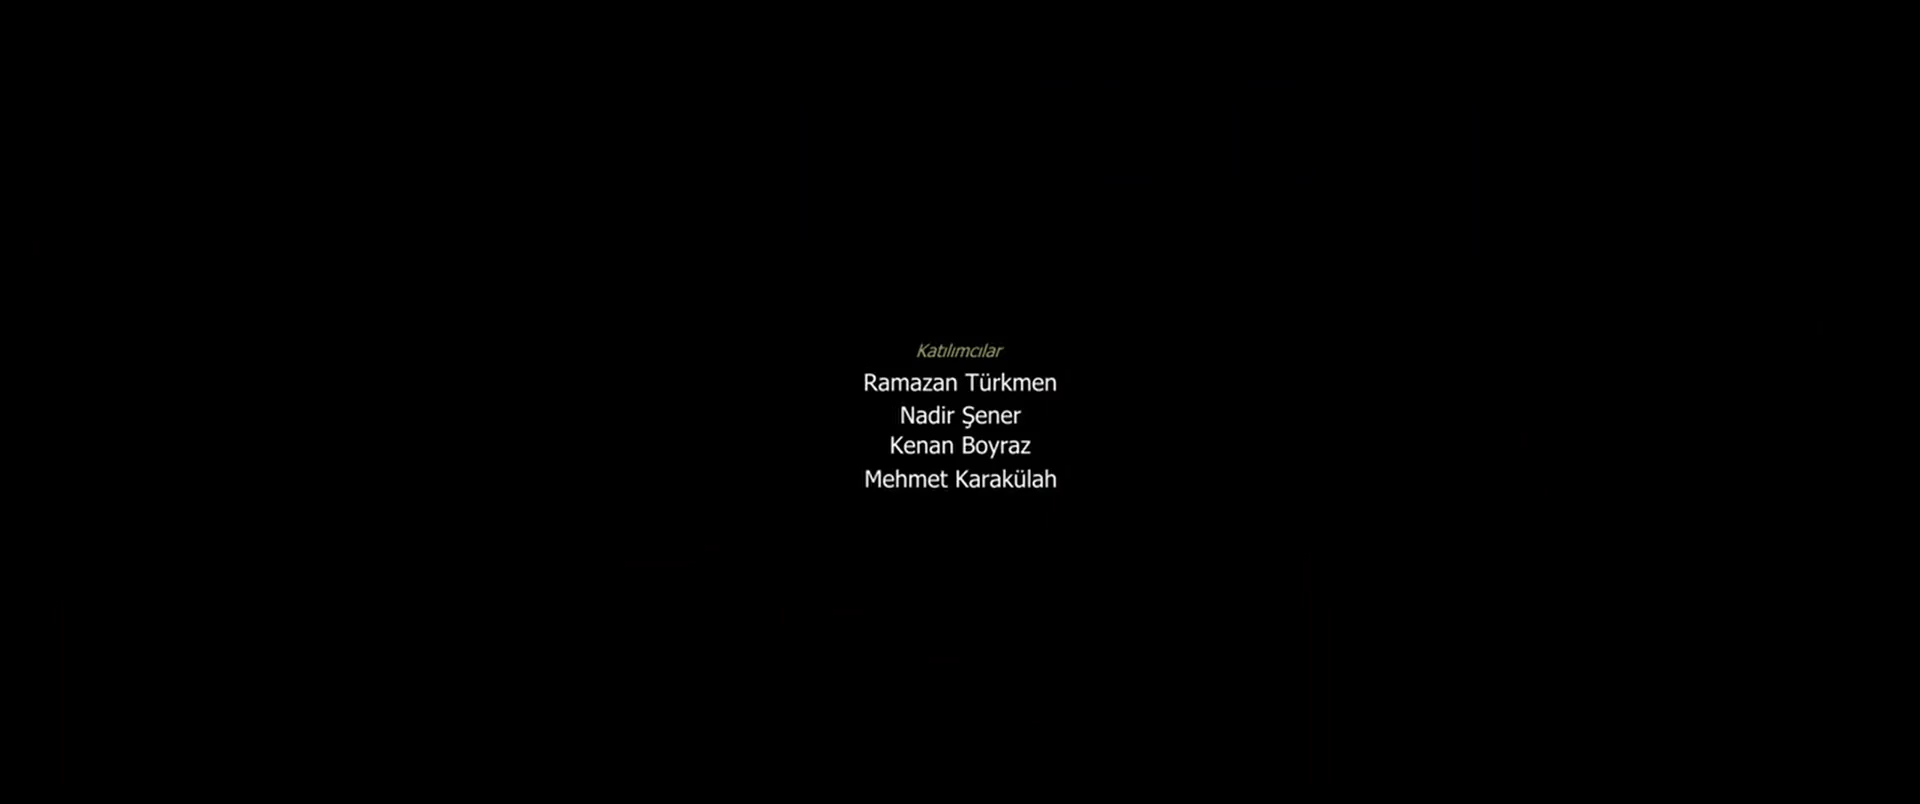 Katılımcılar
Ramazan Türkmen
Nadir Şener
Kenan Boyraz
Mehmet Karakülah